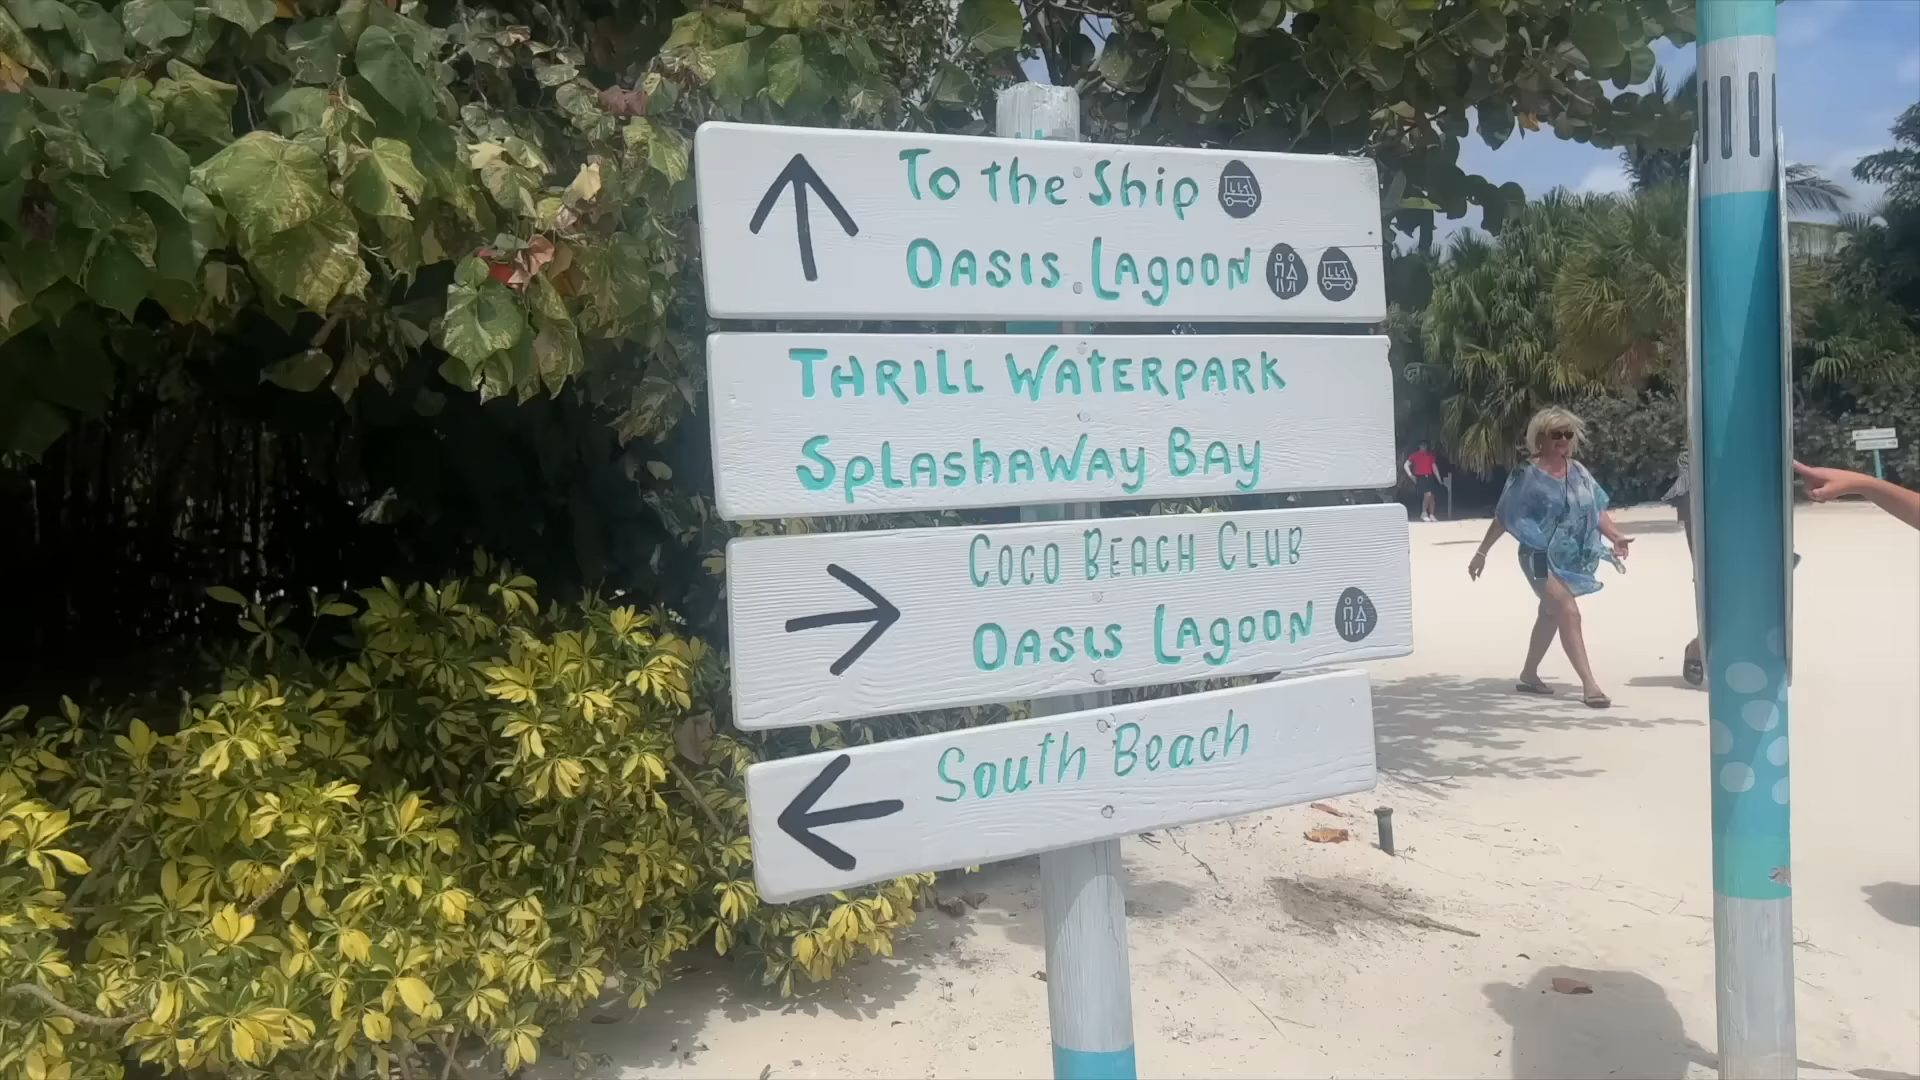 To the Ship
OASIS LAGOON
THRILL WATERPARK
SPLASHAWAY BAY
COCO BEACH CLUB
OASIS LAGOON
South Beach